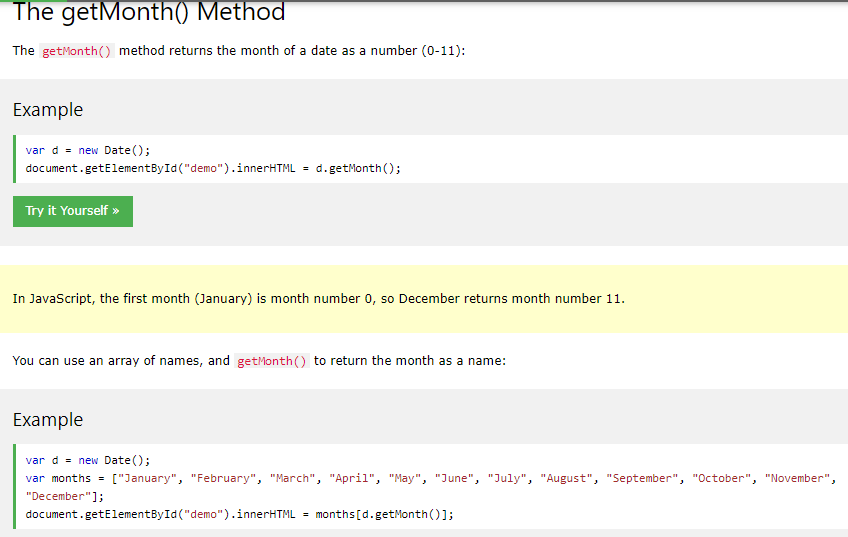 The getMonth() Method
The getMonth() method returns the month of a date as a number (0-11):
Example
var d = new Date();
document.getElementById("demo").innerHTML = d.getMonth();
Try it Yourself »
In JavaScript, the first month (January) is month number 0, so December returns month number 11.
You can use an array of names, and getMonth() to return the month as a name:
Example
var d = new Date();
var months = ["January", "February", "March", "April", "May", "June", "July", "August", "September", "October", "November",
"December"];
document.getElementById("demo").innerHTML = months[d.getMonth()];